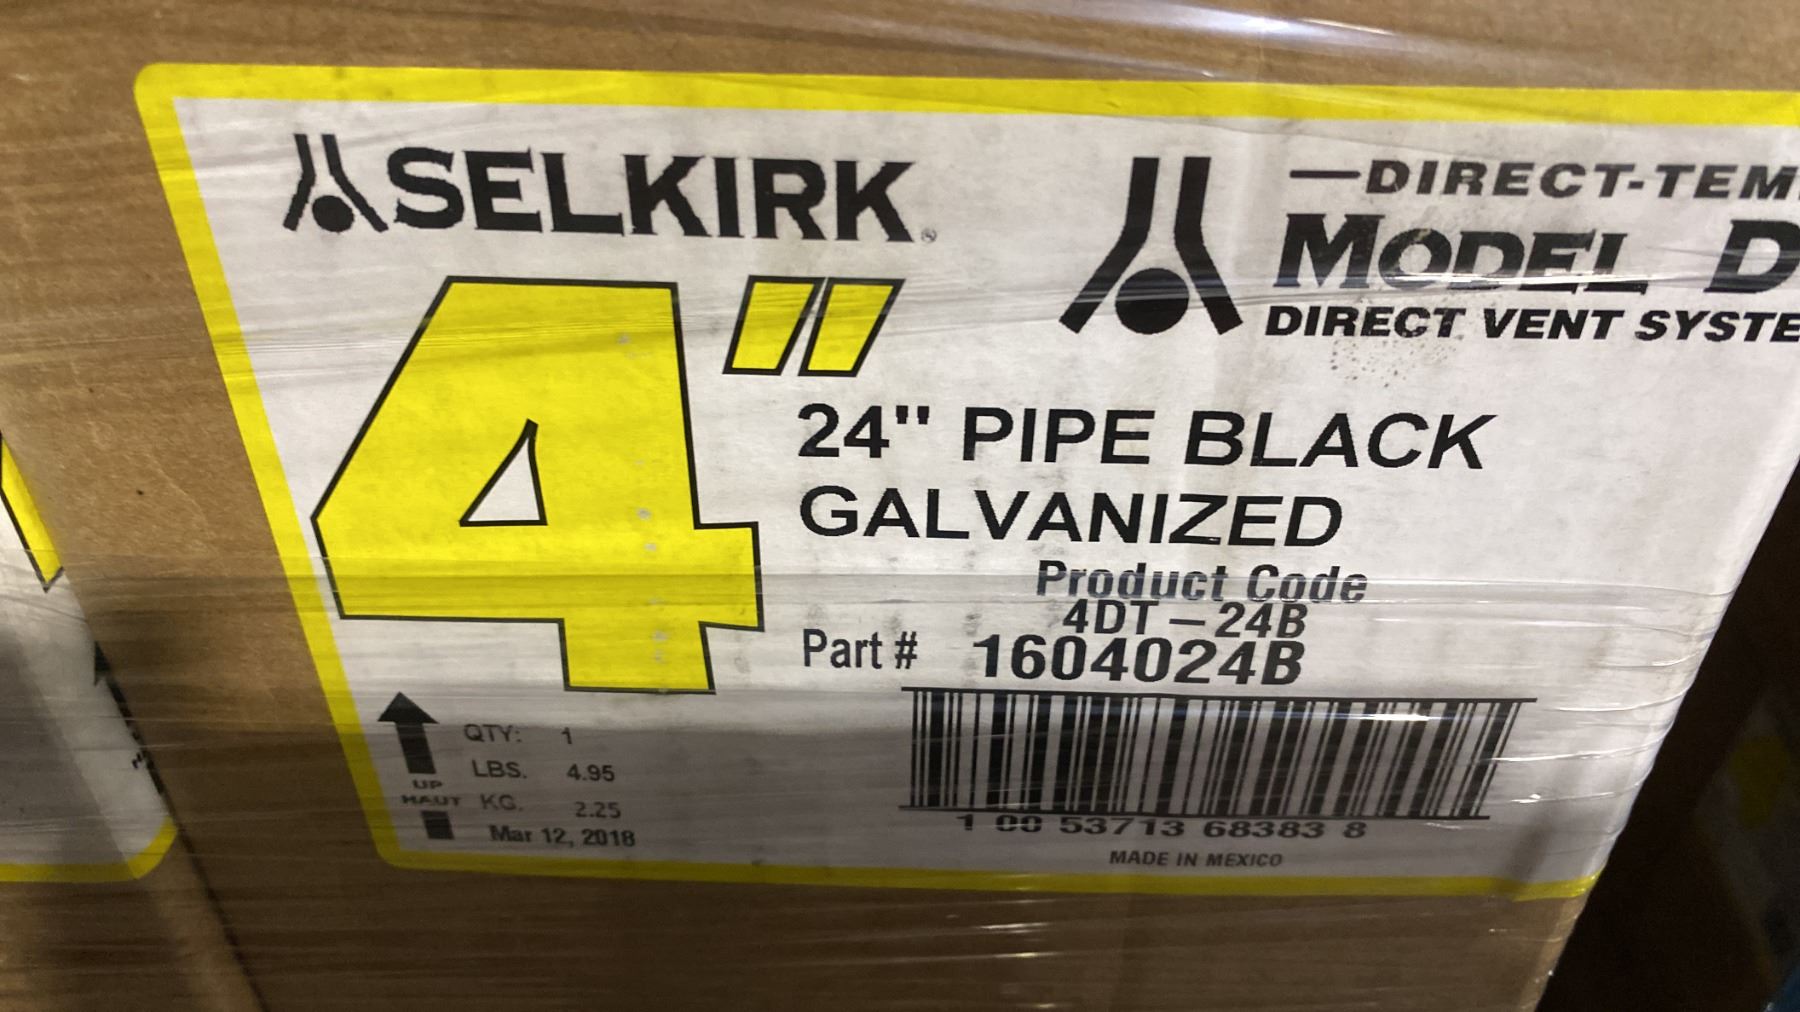 SELKIRK®
—DIRECT-TEM
MODEL D
DIRECT VENT SYSTE
4"
24" PIPE BLACK
GALVANIZED
Product Code
4DT-24B
Part # 1604024B
UP
HAUT
QTY: 1
LBS. 4.95
KG. 2.25
Mar 12, 2018
1 00 53713 68383 8
MADE IN MEXICO